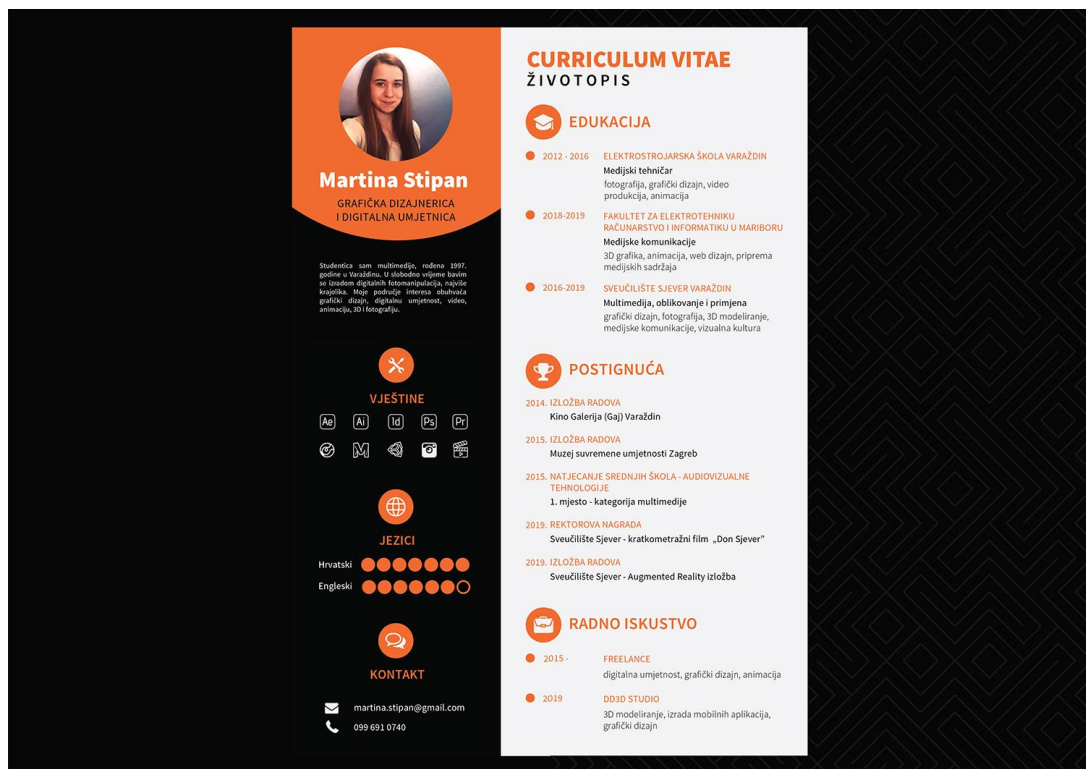 Martina Stipan
GRAFIČKA DIZAJNERICA
I DIGITALNA UMJETNICA
Studentica sam multimedije, rođena 1997.
godine u Varaždinu. U slobodno vrijeme bavim
se izradom digitalnih fotomanipulacija, najviše
krajolika. Moje područje interesa obuhvaća
grafički dizajn, digitalnu umjetnost, video,
animaciju, 3D i fotografiju.
VJEŠTINE
Ae Ai Id Ps Pr
JEZICI
Hrvatski
Engleski
KONTAKT
martina.stipan@gmail.com
099 691 0740
CURRICULUM VITAE
ŽIVOTOPIS
EDUKACIJA
2012 - 2016 ELEKTROSTROJARSKA ŠKOLA VARAŽDIN
Medijski tehničar
fotografija, grafički dizajn, video
produkcija, animacija
2018-2019 FAKULTET ZA ELEKTROTEHNIKU
RAČUNARSTVO I INFORMATIKU U MARIBORU
Medijske komunikacije
3D grafika, animacija, web dizajn, priprema
medijskih sadržaja
2016-2019 SVEUČILIŠTE SJEVER VARAŽDIN
Multimedija, oblikovanje i primjena
grafički dizajn, fotografija, 3D modeliranje,
medijske komunikacije, vizualna kultura
POSTIGNUĆA
2014. IZLOŽBA RADOVA
Kino Galerija (Gaj) Varaždin
2015. IZLOŽBA RADOVA
Muzej suvremene umjetnosti Zagreb
2015. NATJECANJE SREDNJIH ŠKOLA - AUDIOVIZUALNE
TEHNOLOGIJE
1. mjesto - kategorija multimedije
2019. REKTOROVA NAGRADA
Sveučilište Sjever - kratkometražni film „Don Sjever”
2019. IZLOŽBA RADOVA
Sveučilište Sjever - Augmented Reality izložba
RADNO ISKUSTVO
2015 - FREELANCE
digitalna umjetnost, grafički dizajn, animacija
2019 DD3D STUDIO
3D modeliranje, izrada mobilnih aplikacija,
grafički dizajn